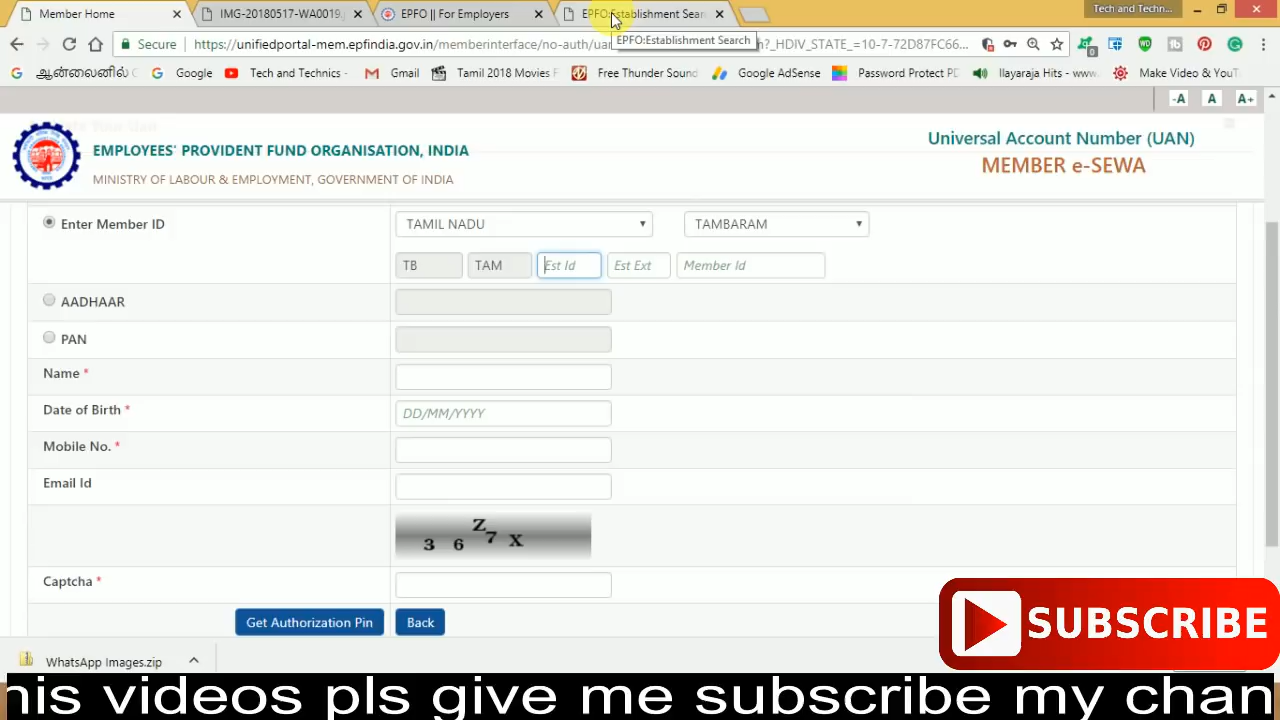 Member Home
IMG-20180517-WA0019.
EPFO || For Employers
EPFO:Establishment Sear
Tech and Techn...
Secure
https://unifiedportal-mem.epfindia.gov.in/memberinterface/no-auth/uan
h?_HDIV_STATE_=10-7-72D87FC66...
EPFO:Establishment Search
ஆன்லைனில்
Google
Tech and Technics -
Gmail
Tamil 2018 Movies F
Free Thunder Sound
Google AdSense
Password Protect PD
Ilayaraja Hits - www.
Make Video & YouT
-A
A
A+
EMPLOYEES' PROVIDENT FUND ORGANISATION, INDIA
MINISTRY OF LABOUR & EMPLOYMENT, GOVERNMENT OF INDIA
Universal Account Number (UAN)
MEMBER e-SEWA
Enter Member ID
TAMIL NADU
TAMBARAM
TB
TAM
Est Id
Est Ext
Member Id
AADHAAR
PAN
Name *
Date of Birth *
DD/MM/YYYY
Mobile No. *
Email Id
3 6 Z 7 X
Captcha *
Get Authorization Pin
Back
SUBSCRIBE
WhatsApp Images.zip
his videos pls give me subscribe my chan